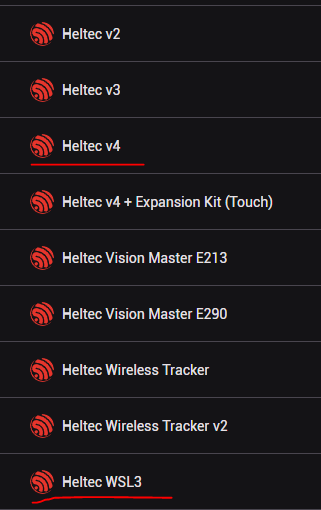 Heltec v2
Heltec v3
Heltec v4
Heltec v4 + Expansion Kit (Touch)
Heltec Vision Master E213
Heltec Vision Master E290
Heltec Wireless Tracker
Heltec Wireless Tracker v2
Heltec WSL3